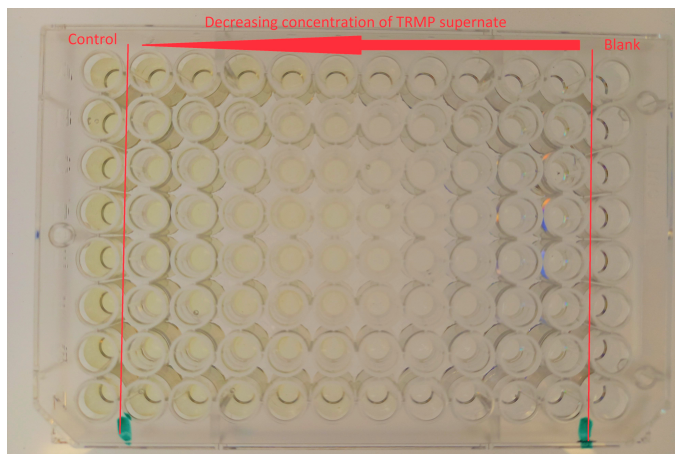 Decreasing concentration of TRMP supernate
Control
Blank